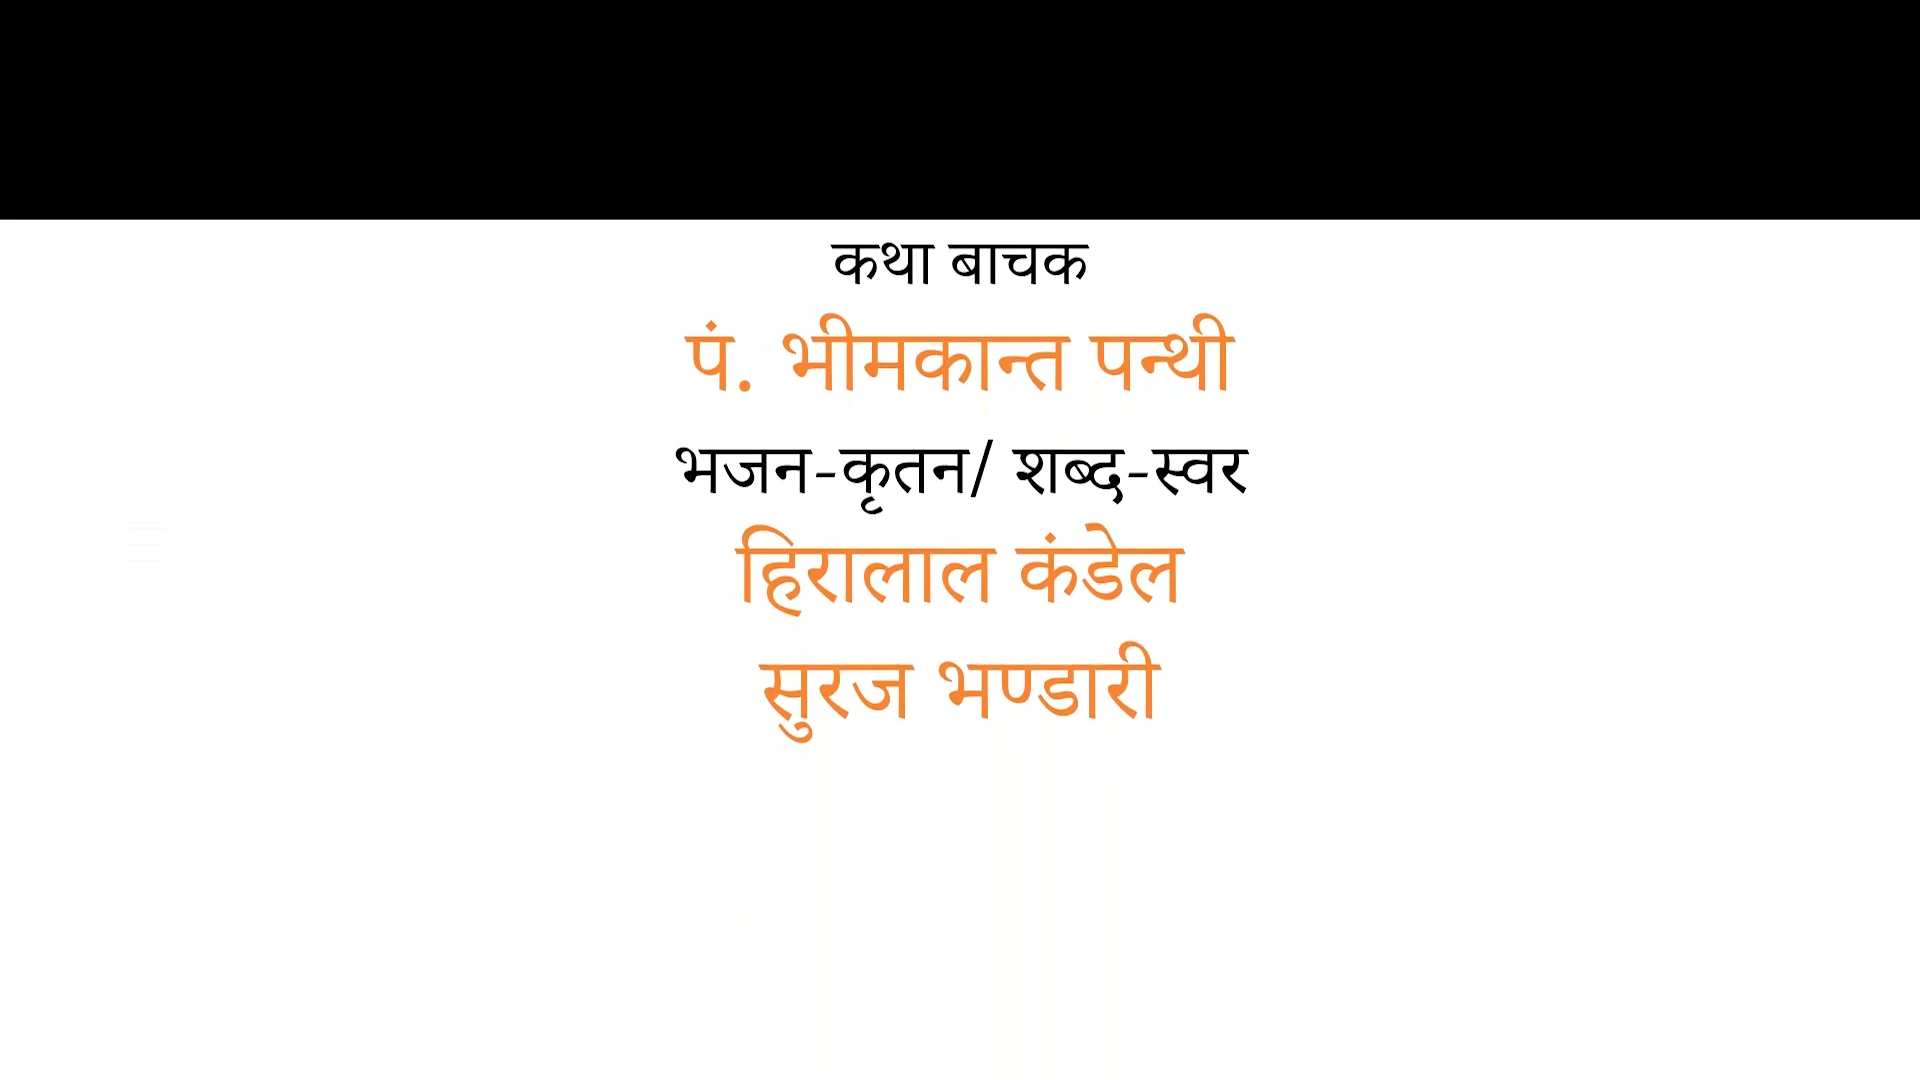 कथा बाचक
पं. भीमकान्त पन्थी
भजन-कृतन/ शब्द-स्वर
हिरालाल कंडेल
सुरज भण्डारी